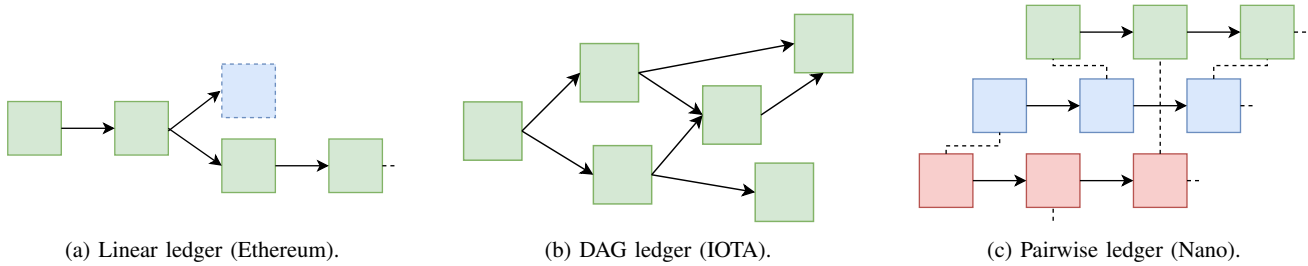 (a) Linear ledger (Ethereum).
(b) DAG ledger (IOTA).
(c) Pairwise ledger (Nano).